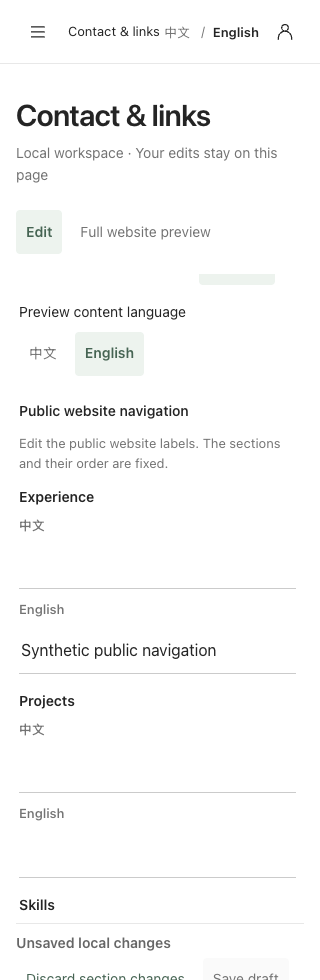 Contact & links 中文 / English
Contact & links
Local workspace · Your edits stay on this
page
Edit Full website preview
Preview content language
中文 English
Public website navigation
Edit the public website labels. The sections
and their order are fixed.
Experience
中文
English
Synthetic public navigation
Projects
中文
English
Skills
Unsaved local changes
Discard section changes Save draft